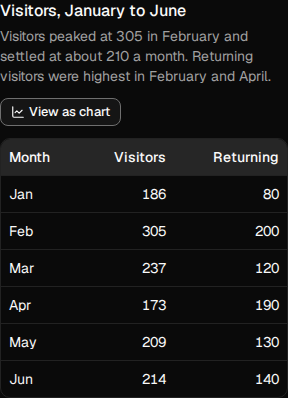 Visitors, January to June
Visitors peaked at 305 in February and
settled at about 210 a month. Returning
visitors were highest in February and April.
View as chart
Month Visitors Returning
Jan 186 80
Feb 305 200
Mar 237 120
Apr 173 190
May 209 130
Jun 214 140